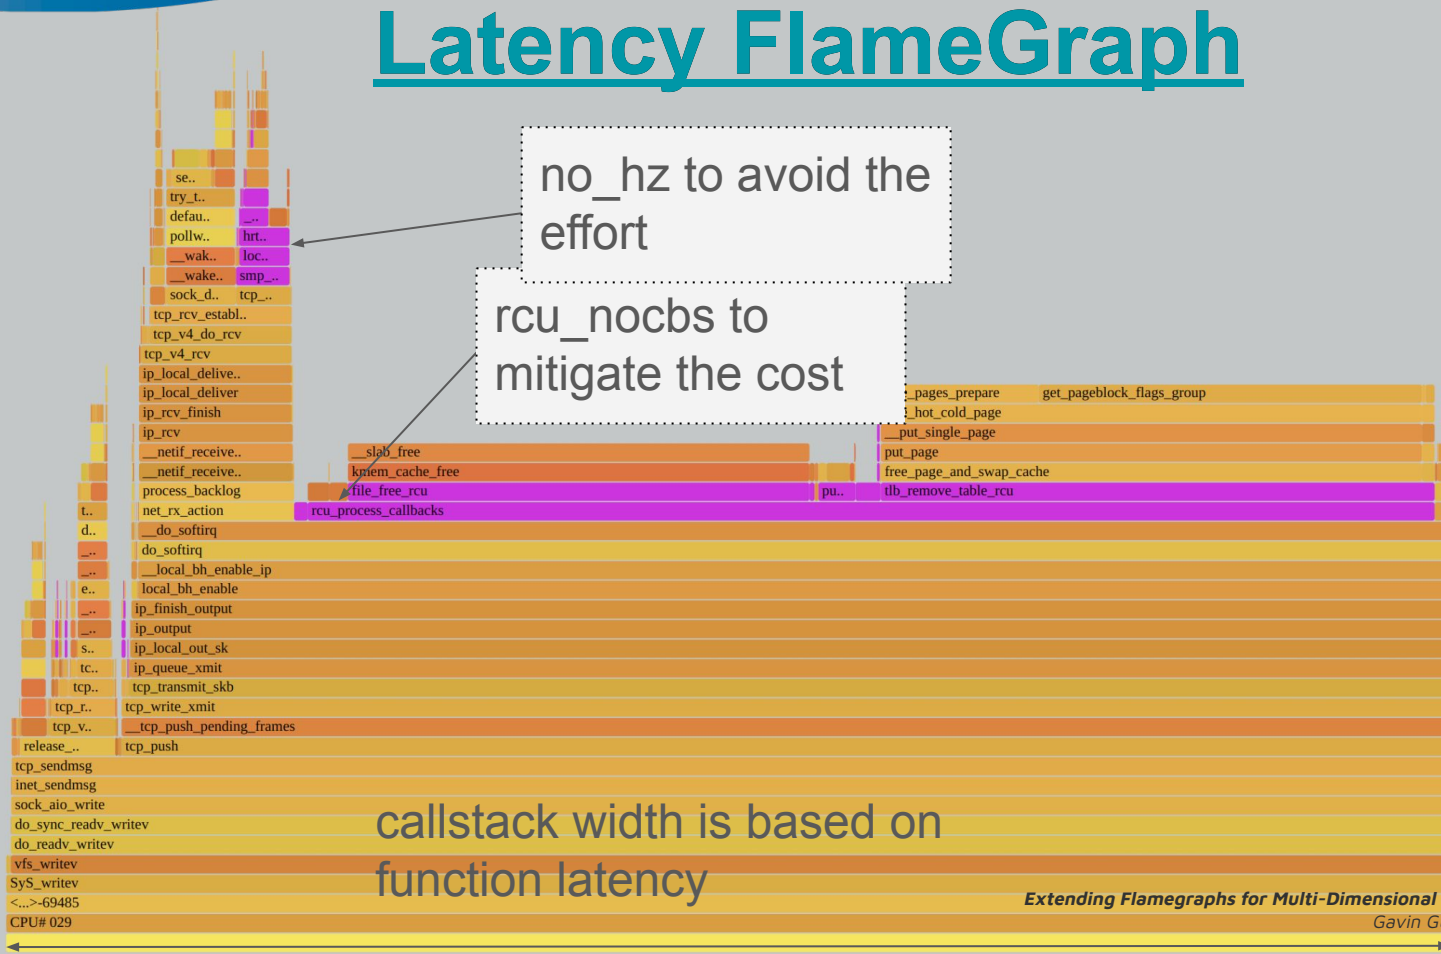 Latency FlameGraph
no_hz to avoid the
effort
rcu_nocbs to
mitigate the cost
se..
try_t..
defau.. _..
pollw.. hrt..
__wak.. loc..
__wake.. smp_..
sock_d.. tcp_..
tcp_rcv_establ..
tcp_v4_do_rcv
tcp_v4_rcv
ip_local_delive..
ip_local_deliver _pages_prepare get_pageblock_flags_group
ip_rcv_finish _hot_cold_page
ip_rcv __put_single_page
__netif_receive.. __slab_free put_page
__netif_receive.. kmem_cache_free free_page_and_swap_cache
process_backlog file_free_rcu pu.. tlb_remove_table_rcu
t.. net_rx_action rcu_process_callbacks
d.. __do_softirq
_.. do_softirq
_.. __local_bh_enable_ip
e.. local_bh_enable
_.. ip_finish_output
_.. ip_output
s.. ip_local_out_sk
tc.. ip_queue_xmit
tcp.. tcp_transmit_skb
tcp_r.. tcp_write_xmit
tcp_v.. __tcp_push_pending_frames
release_.. tcp_push
tcp_sendmsg
inet_sendmsg
sock_aio_write
do_sync_readv_writev
do_readv_writev
vfs_writev
SyS_writev
<...>-69485
CPU# 029
callstack width is based on
function latency
Extending Flamegraphs for Multi-Dimensional
Gavin G